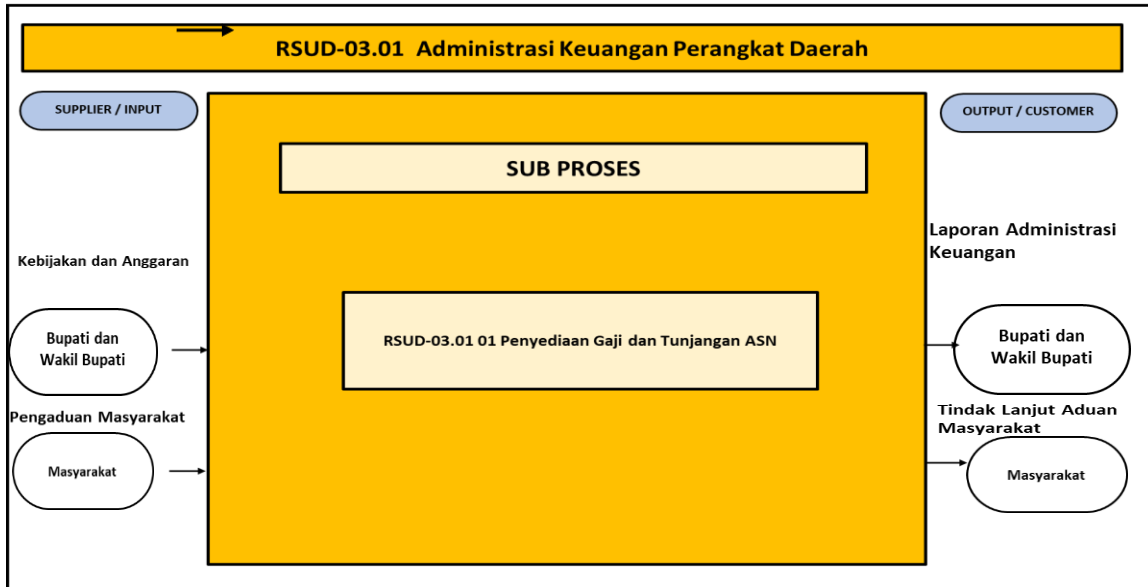 RSUD-03.01 Administrasi Keuangan Perangkat Daerah
SUPPLIER / INPUT
OUTPUT / CUSTOMER
SUB PROSES
Kebijakan dan Anggaran
Bupati dan
Wakil Bupati
Pengaduan Masyarakat
Masyarakat
RSUD-03.01 01 Penyediaan Gaji dan Tunjangan ASN
Laporan Administrasi
Keuangan
Bupati dan
Wakil Bupati
Tindak Lanjut Aduan
Masyarakat
Masyarakat